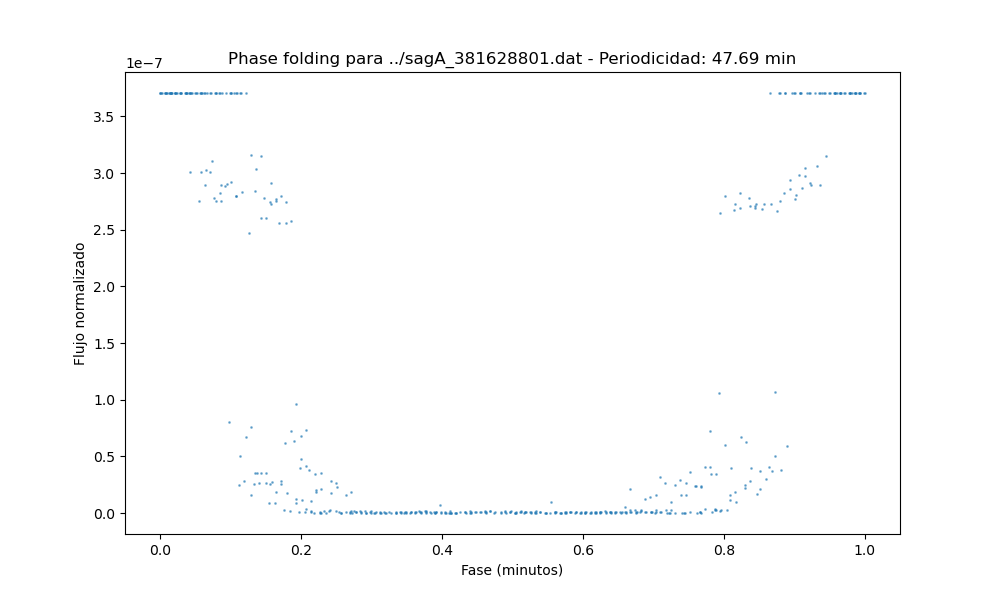 Phase folding para ../sagA_381628801.dat - Periodicidad: 47.69 min
1e−7
3.5
3.0
2.5
2.0
1.5
1.0
0.5
0.0
Flujo normalizado
0.0 0.2 0.4 0.6 0.8 1.0
Fase (minutos)